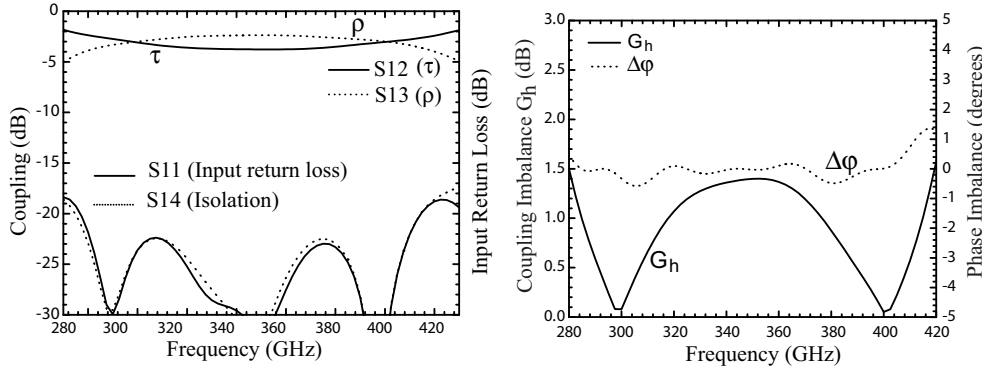 0
-5
-10
-15
-20
-25
-30
Coupling (dB)
τ
ρ
S12 (τ)
S13 (ρ)
S11 (Input return loss)
S14 (Isolation)
Input Return Loss (dB)
280 300 320 340 360 380 400 420
Frequency (GHz)
3.0
2.5
2.0
1.5
1.0
0.5
0.0
Coupling Imbalance Gh (dB)
Gh
Δφ
Δφ
Gh
5
4
3
2
1
0
-1
-2
-3
-4
-5
Phase Imbalance (degrees)
280 300 320 340 360 380 400 420
Frequency (GHz)